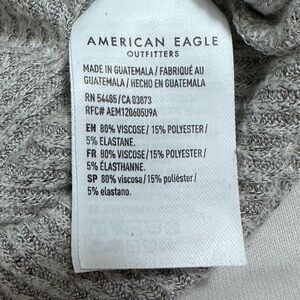 AMERICAN EAGLE
OUTFITTERS
MADE IN GUATEMALA / FABRIQUÉ AU
GUATEMALA / HECHO EN GUATEMALA
RN 54485 / CA 03873
RFC# AEM120605U9A
EN 80% VISCOSE / 15% POLYESTER /
5% ELASTANE.
FR 80% VISCOSE / 15% POLYESTER /
5% ÉLASTHANNE.
SP 80% viscosa / 15% poliéster /
5% elastano.